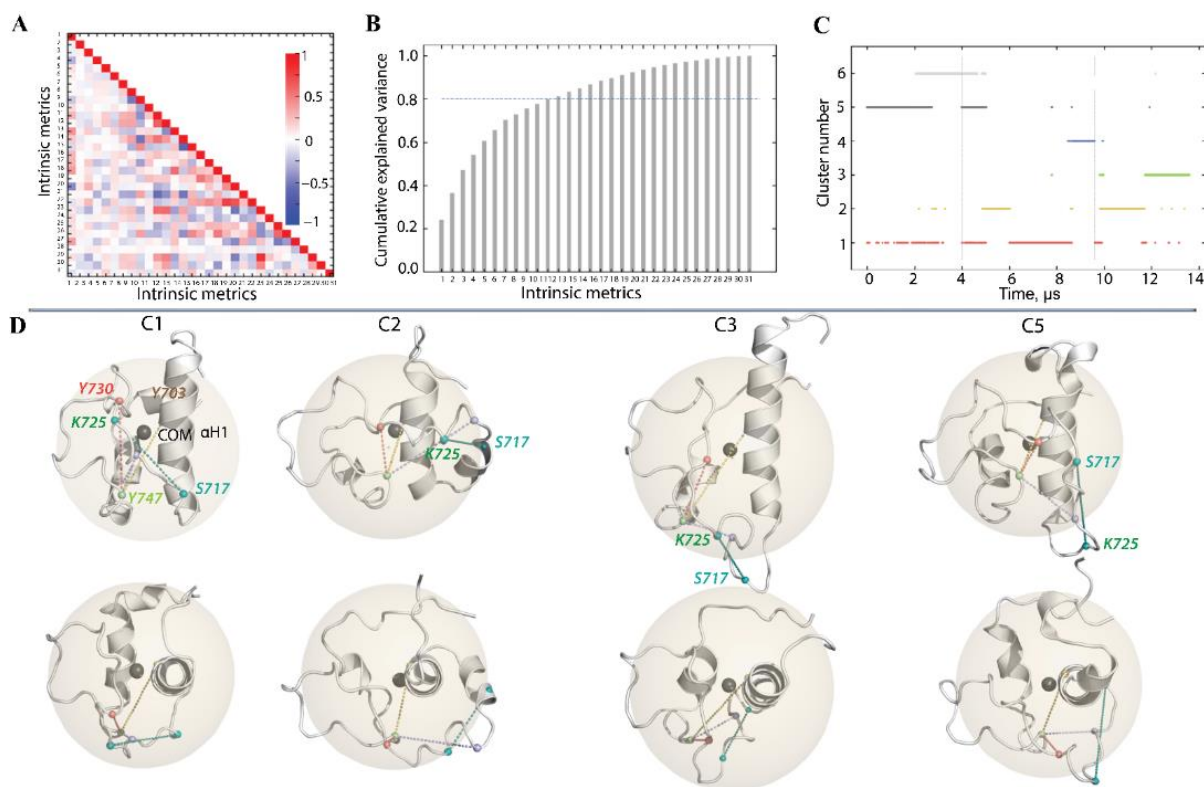 A
Intrinsic metrics
1
0.5
0
−0.5
−1
Intrinsic metrics
B
Cumulative explained variance
1.0
0.8
0.6
0.4
0.2
0.0
1 2 3 4 5 6 7 8 9 10 11 12 13 14 15 16 17 18 19 20 21 22 23 24 25 26 27 28 29 30 31
Intrinsic metrics
C
Cluster number
6
5
4
3
2
1
0 2 4 6 8 10 12 14
Time, μs
D
C1
C2
C3
C5
Y730
Y703
K725
COM
αH1
Y747
S717
K725
S717
K725
S717
S717
K725